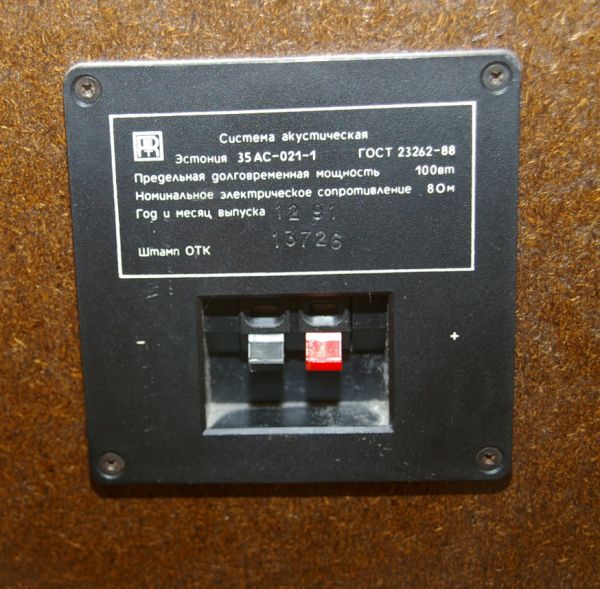 Система акустическая
Эстония 35АС-021-1 ГОСТ 23262-88
Предельная долговременная мощность 100вт
Номинальное электрическое сопротивление 8Ом
Год и месяц выпуска 12 91
13726
Штамп ОТК
- +